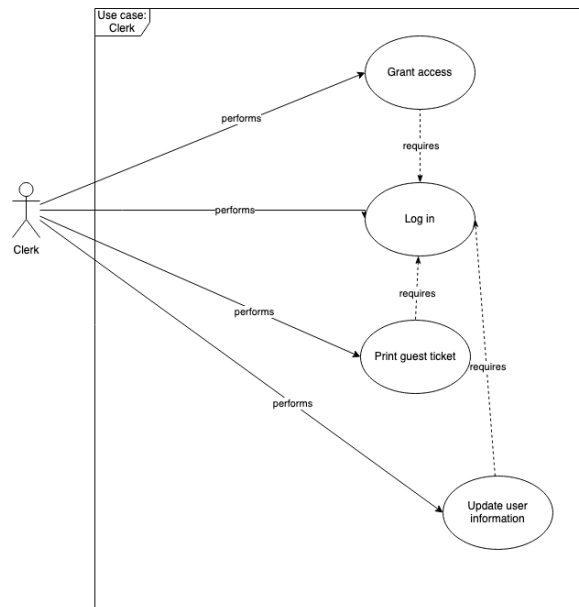 Use case:
Clerk
Grant access
performs
requires
performs
Log in
Clerk
requires
performs
Print guest ticket
requires
performs
Update user
information